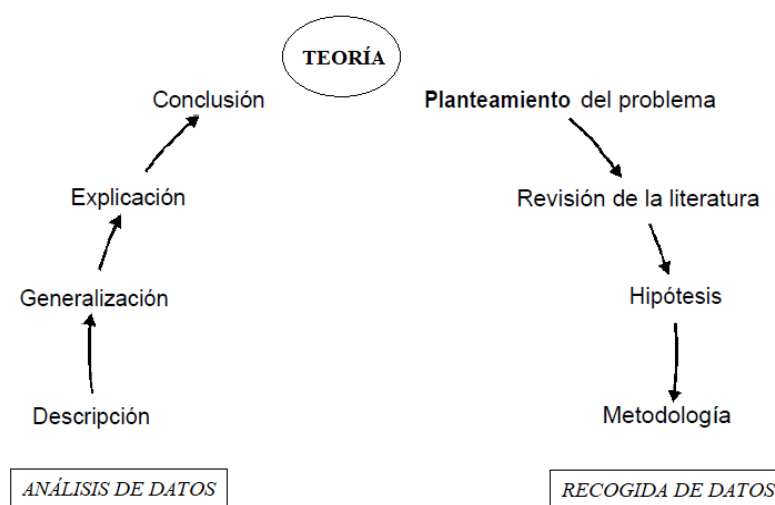 TEORÍA
Conclusión
Planteamiento del problema
Explicación
Revisión de la literatura
Generalización
Hipótesis
Descripción
Metodología
ANÁLISIS DE DATOS
RECOGIDA DE DATOS